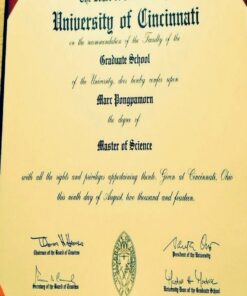 University of Cincinnati
on the recommendation of the Faculty of the
Graduate School
of the University, does hereby confer upon
Marc Pongpamorn
the degree of
Master of Science
with all the rights and privileges appertaining thereto. Given at Cincinnati, Ohio
this ninth day of August, two thousand and fourteen.
Chairman of the Board of Trustees
President of the University
Secretary of the Board of Trustees
University Dean of the Graduate School